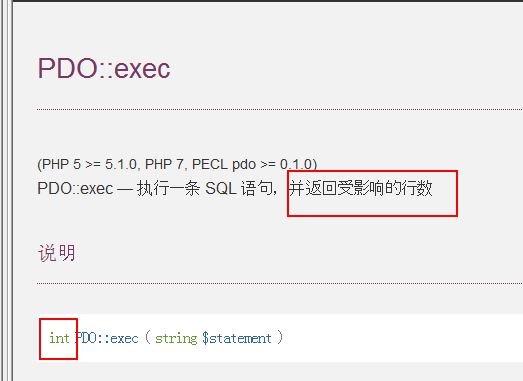 PDO::exec
(PHP 5 >= 5.1.0, PHP 7, PECL pdo >= 0.1.0)
PDO::exec — 执行一条 SQL 语句，并返回受影响的行数
说明
int PDO::exec ( string $statement )